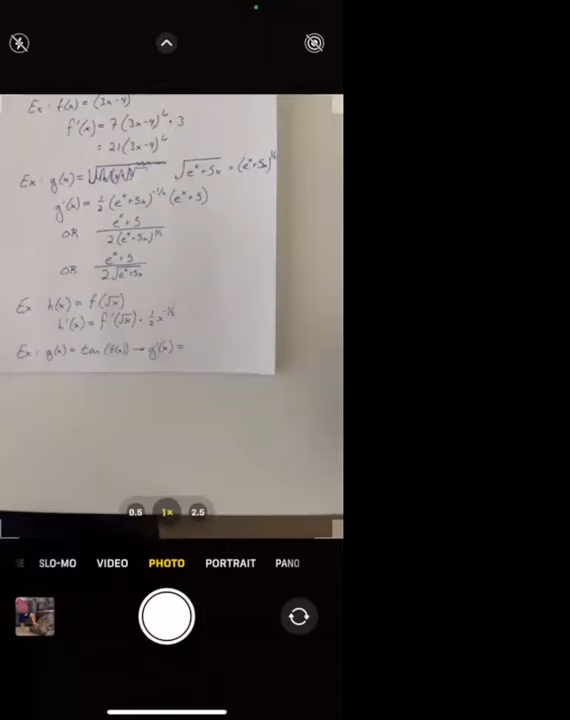 Ex: f(x) = (3x-4)
f'(x) = 7(3x-4)^6 · 3
= 21(3x-4)^6
Ex: g(x) = √(e^x+5x) = (e^x+5x)^½
g'(x) = ½(e^x+5x)^-½ (e^x+5)
OR (e^x+5)/(2(e^x+5x)^½)
OR (e^x+5)/(2√(e^x+5x))
Ex h(x) = f(√x)
h'(x) = f'(√x) · ½x^-½
Ex: g(x) = tan(f(x)) → g'(x) =
0.5 1× 2.5
SLO-MO VIDEO PHOTO PORTRAIT PANO